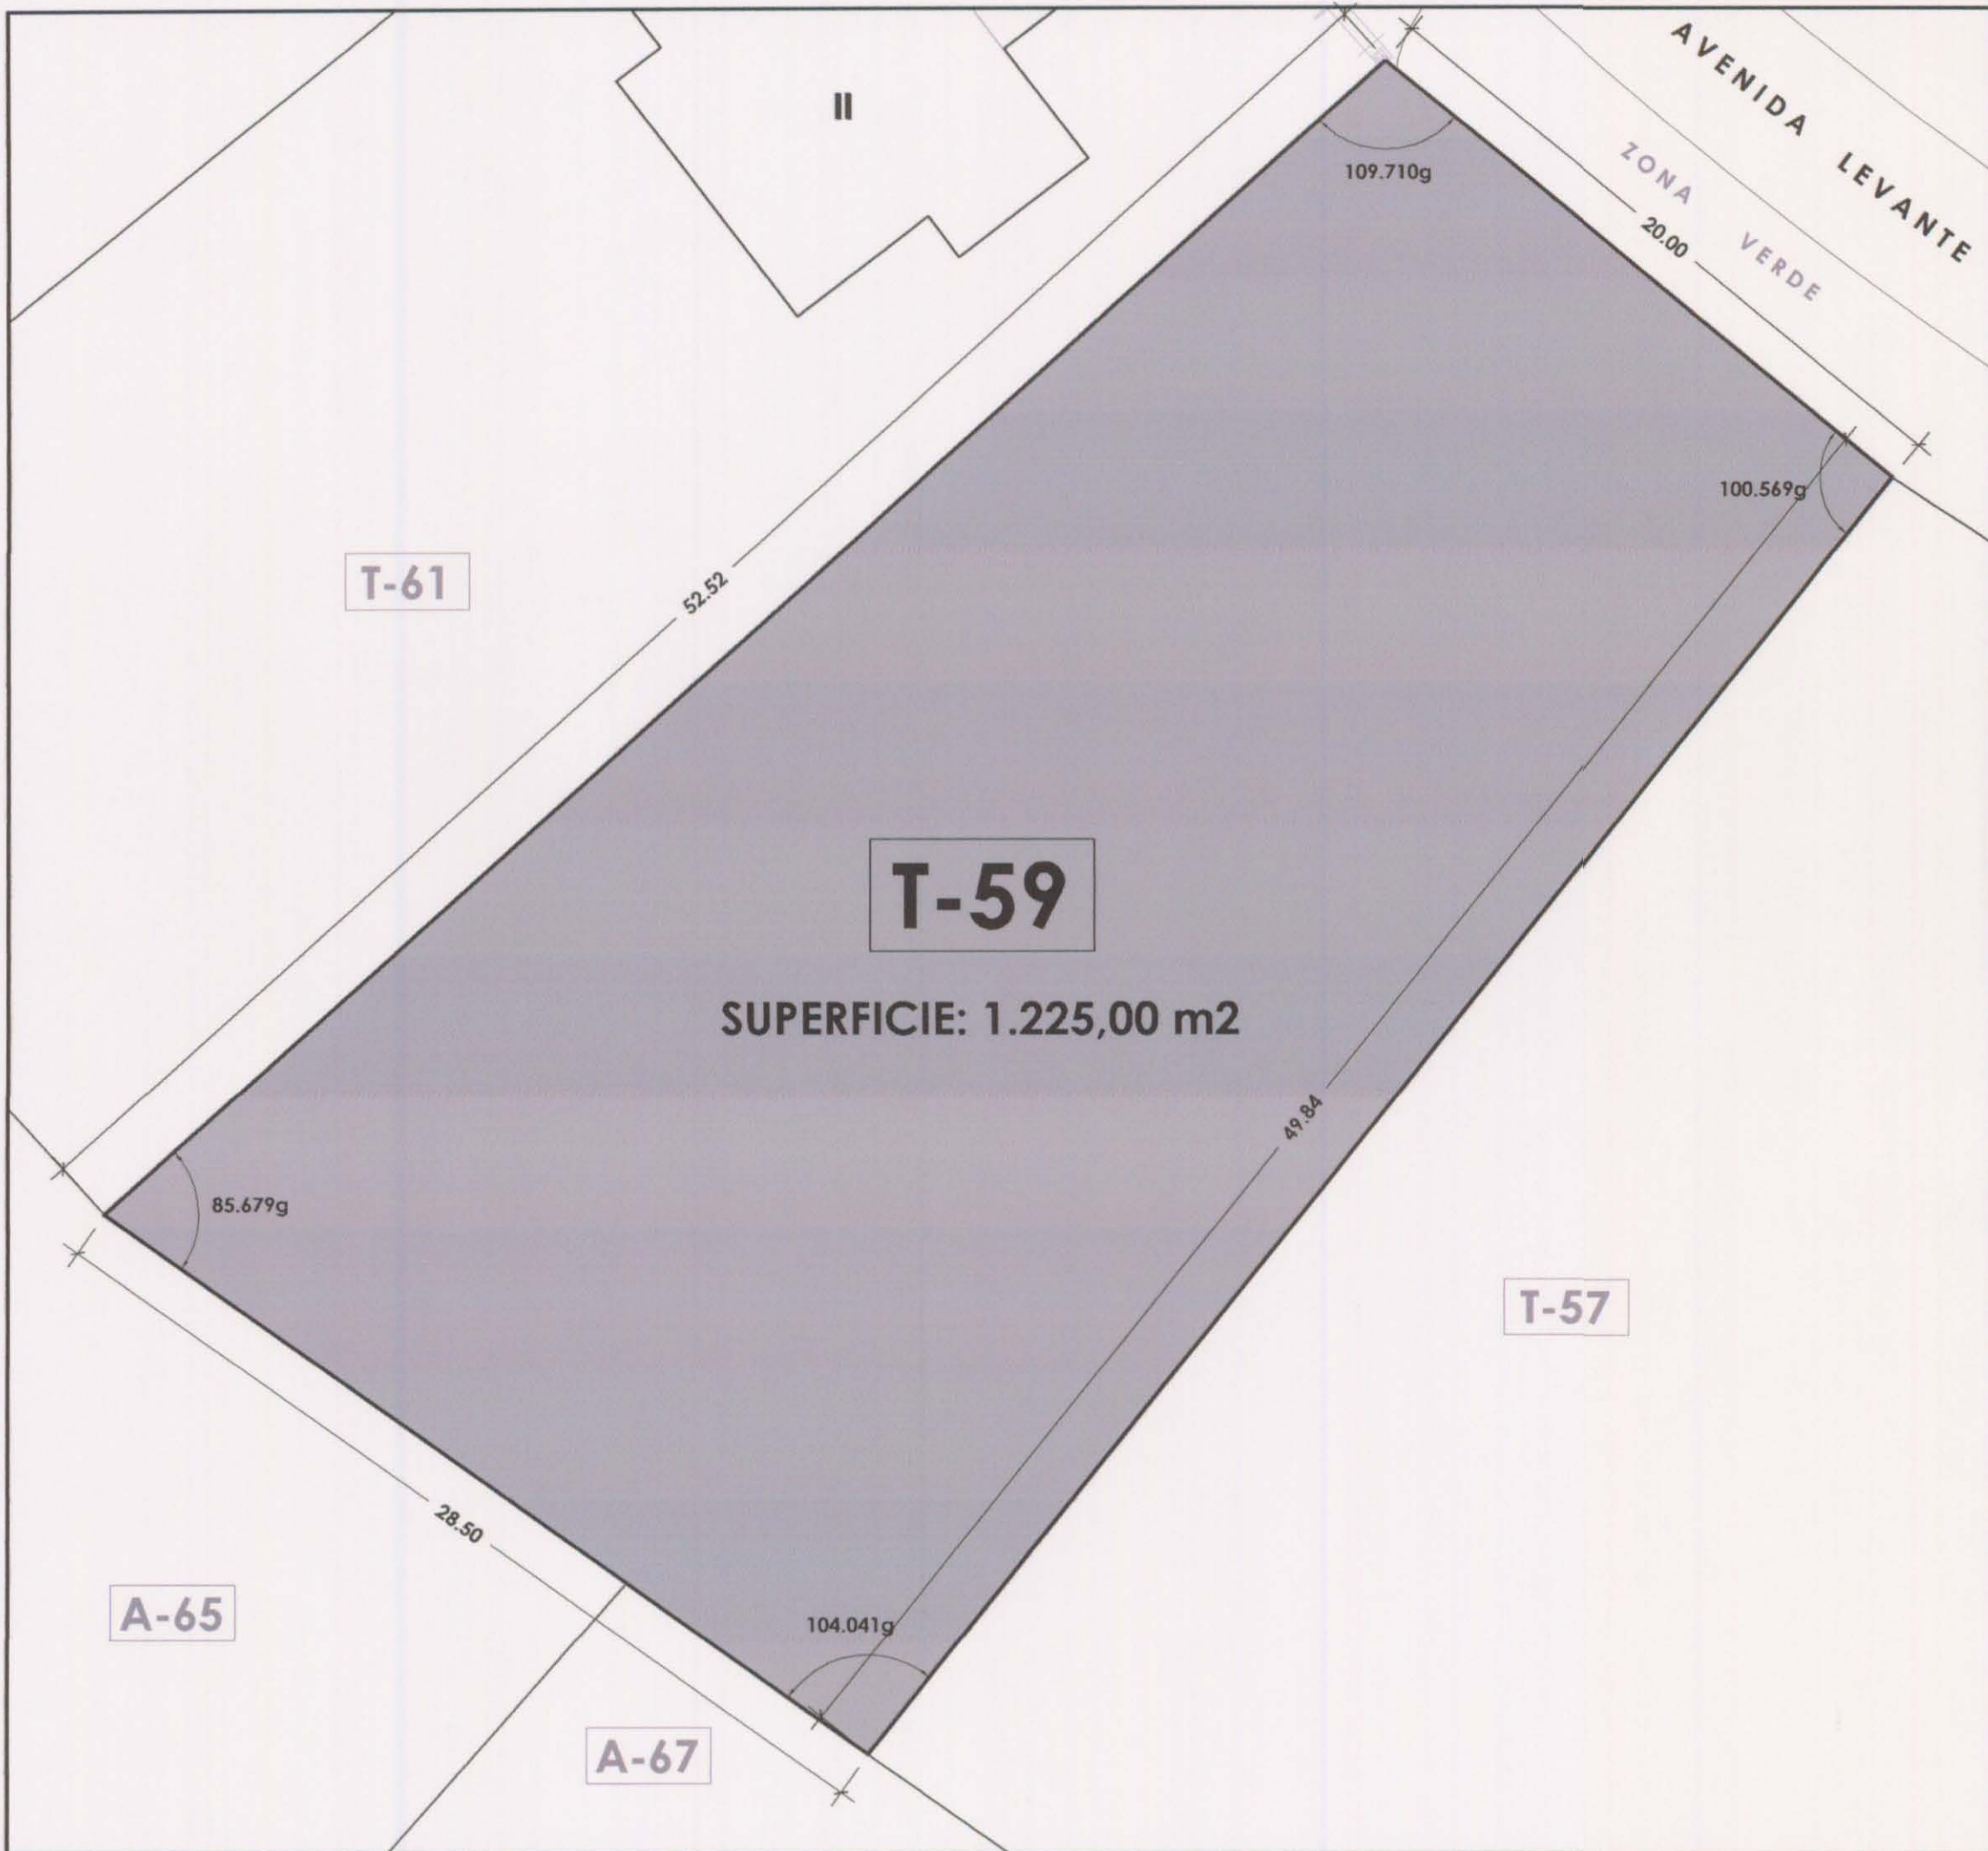 AVENIDA LEVANTE
II
ZONA VERDE
109.710g
20.00
100.569g
T-61
52.52
T-59
SUPERFICIE: 1.225,00 m2
49.84
85.679g
T-57
28.50
A-65
104.041g
A-67